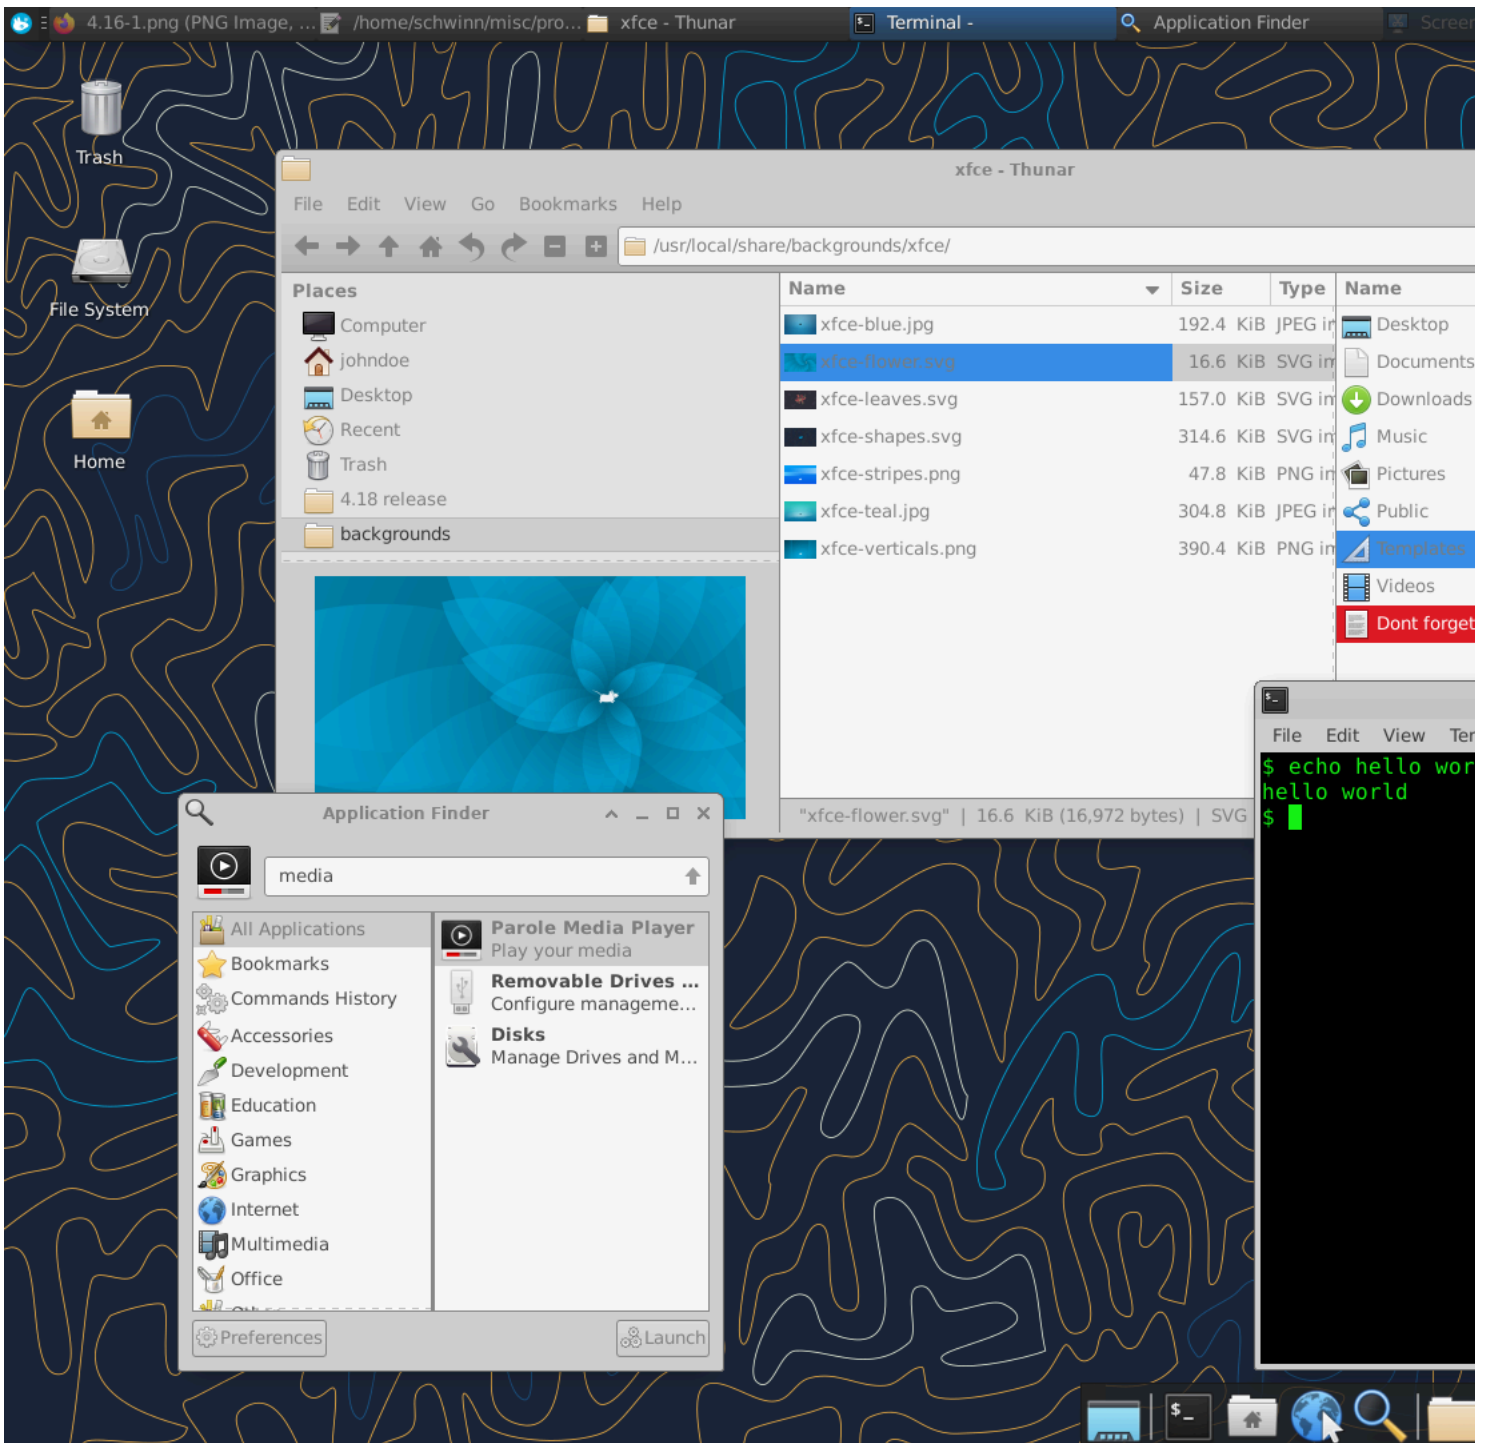 4.16-1.png (PNG Image, ...
/home/schwinn/misc/pro...
xfce - Thunar
Terminal -
Application Finder
Screen
Trash
File System
Home
xfce - Thunar
File Edit View Go Bookmarks Help
/usr/local/share/backgrounds/xfce/
Places
Computer
johndoe
Desktop
Recent
Trash
4.18 release
backgrounds
Name Size Type
xfce-blue.jpg 192.4 KiB JPEG
xfce-flower.svg 16.6 KiB SVG
xfce-leaves.svg 157.0 KiB SVG
xfce-shapes.svg 314.6 KiB SVG
xfce-stripes.png 47.8 KiB PNG
xfce-teal.jpg 304.8 KiB JPEG
xfce-verticals.png 390.4 KiB PNG
Name
Desktop
Documents
Downloads
Music
Pictures
Public
Templates
Videos
Dont forget
"xfce-flower.svg" | 16.6 KiB (16,972 bytes) | SVG
File Edit View Ter
$ echo hello wor
hello world
$
Application Finder
media
All Applications
Bookmarks
Commands History
Accessories
Development
Education
Games
Graphics
Internet
Multimedia
Office
Parole Media Player
Play your media
Removable Drives ...
Configure manageme...
Disks
Manage Drives and M...
Preferences
Launch
$_